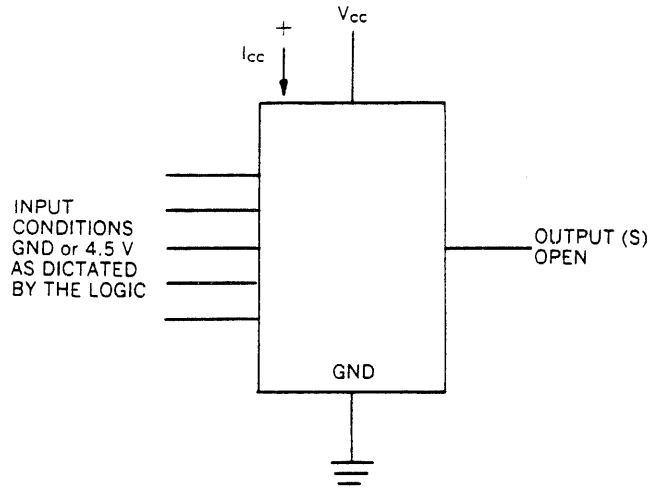 +
Vcc
Icc
INPUT
CONDITIONS
GND or 4.5 V
AS DICTATED
BY THE LOGIC
OUTPUT (S)
OPEN
GND